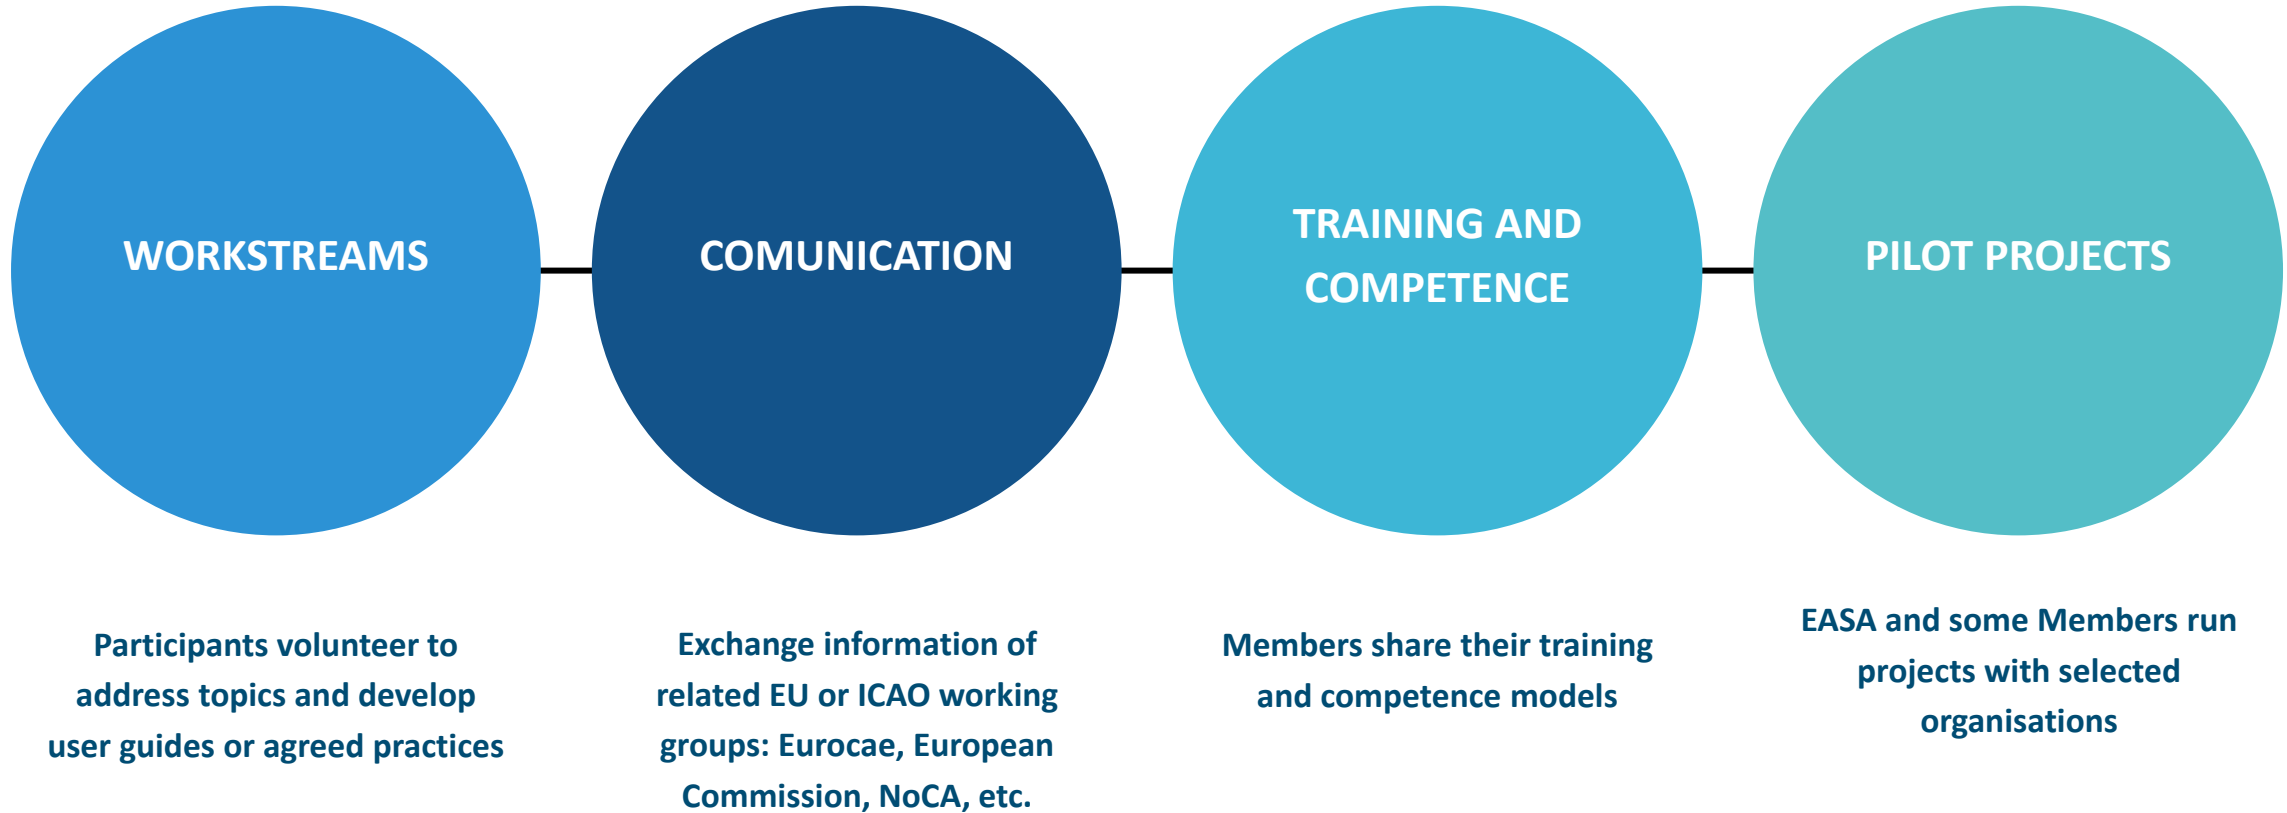 WORKSTREAMS
COMUNICATION
TRAINING AND
COMPETENCE
PILOT PROJECTS
Participants volunteer to
address topics and develop
user guides or agreed practices
Exchange information of
related EU or ICAO working
groups: Eurocae, European
Commission, NoCA, etc.
Members share their training
and competence models
EASA and some Members run
projects with selected
organisations